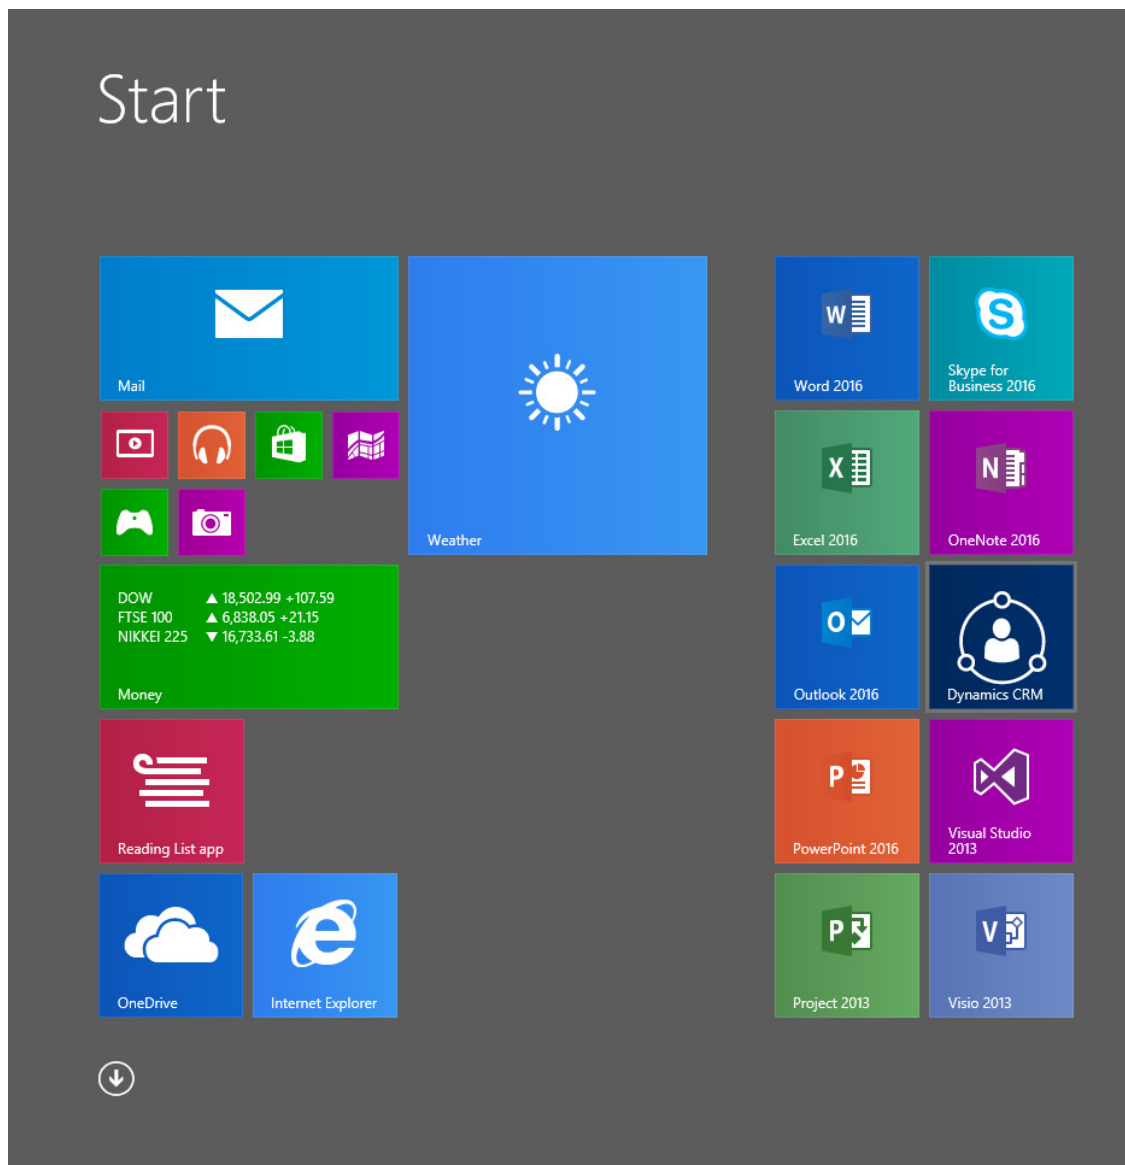 Start
Mail
Weather
DOW ▲ 18,502.99 +107.59
FTSE 100 ▲ 6,838.05 +21.15
NIKKEI 225 ▼ 16,733.61 -3.88
Money
Reading List app
OneDrive
Internet Explorer
W
Word 2016
S
Skype for
Business 2016
X
Excel 2016
N
OneNote 2016
O
Outlook 2016
Dynamics CRM
P
PowerPoint 2016
Visual Studio
2013
P
Project 2013
V
Visio 2013